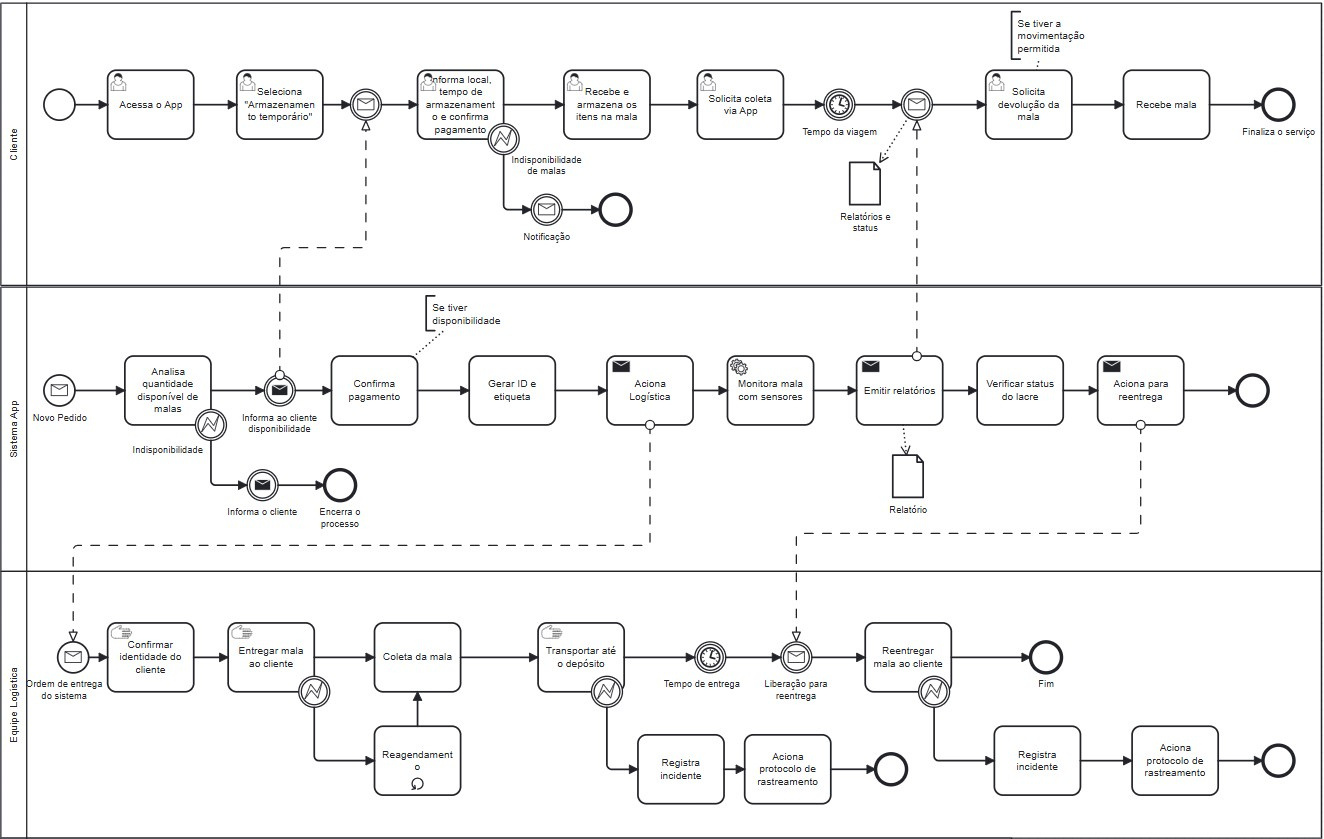 Cliente
Se tiver a
movimentação
permitida
Acessa o App
Seleciona
"Armazenamen
to temporário"
nforma local,
tempo de
armazenament
o e confirma
pagamento
Recebe e
armazena os
itens na mala
Solicita coleta
via App
Tempo da viagem
Solicita
devolução da
mala
Recebe mala
Finaliza o serviço
Indisponibilidade
de malas
Notificação
Relatórios e
status
Sistema App
Se tiver
disponibilidade
Novo Pedido
Analisa
quantidade
disponível de
malas
Informa ao cliente
disponibilidade
Confirma
pagamento
Gerar ID e
etiqueta
Aciona
Logística
Monitora mala
com sensores
Emitir relatórios
Verificar status
do lacre
Aciona para
reentrega
Indisponibilidade
Informa o cliente
Encerra o
processo
Relatório
Equipe Logística
Ordem de entrega
do sistema
Confirmar
identidade do
cliente
Entregar mala
ao cliente
Coleta da mala
Transportar até
o depósito
Tempo de entrega
Liberação para
reentrega
Reentregar
mala ao cliente
Fim
Reagendament
o
Registra
incidente
Aciona
protocolo de
rastreamento
Registra
incidente
Aciona
protocolo de
rastreamento